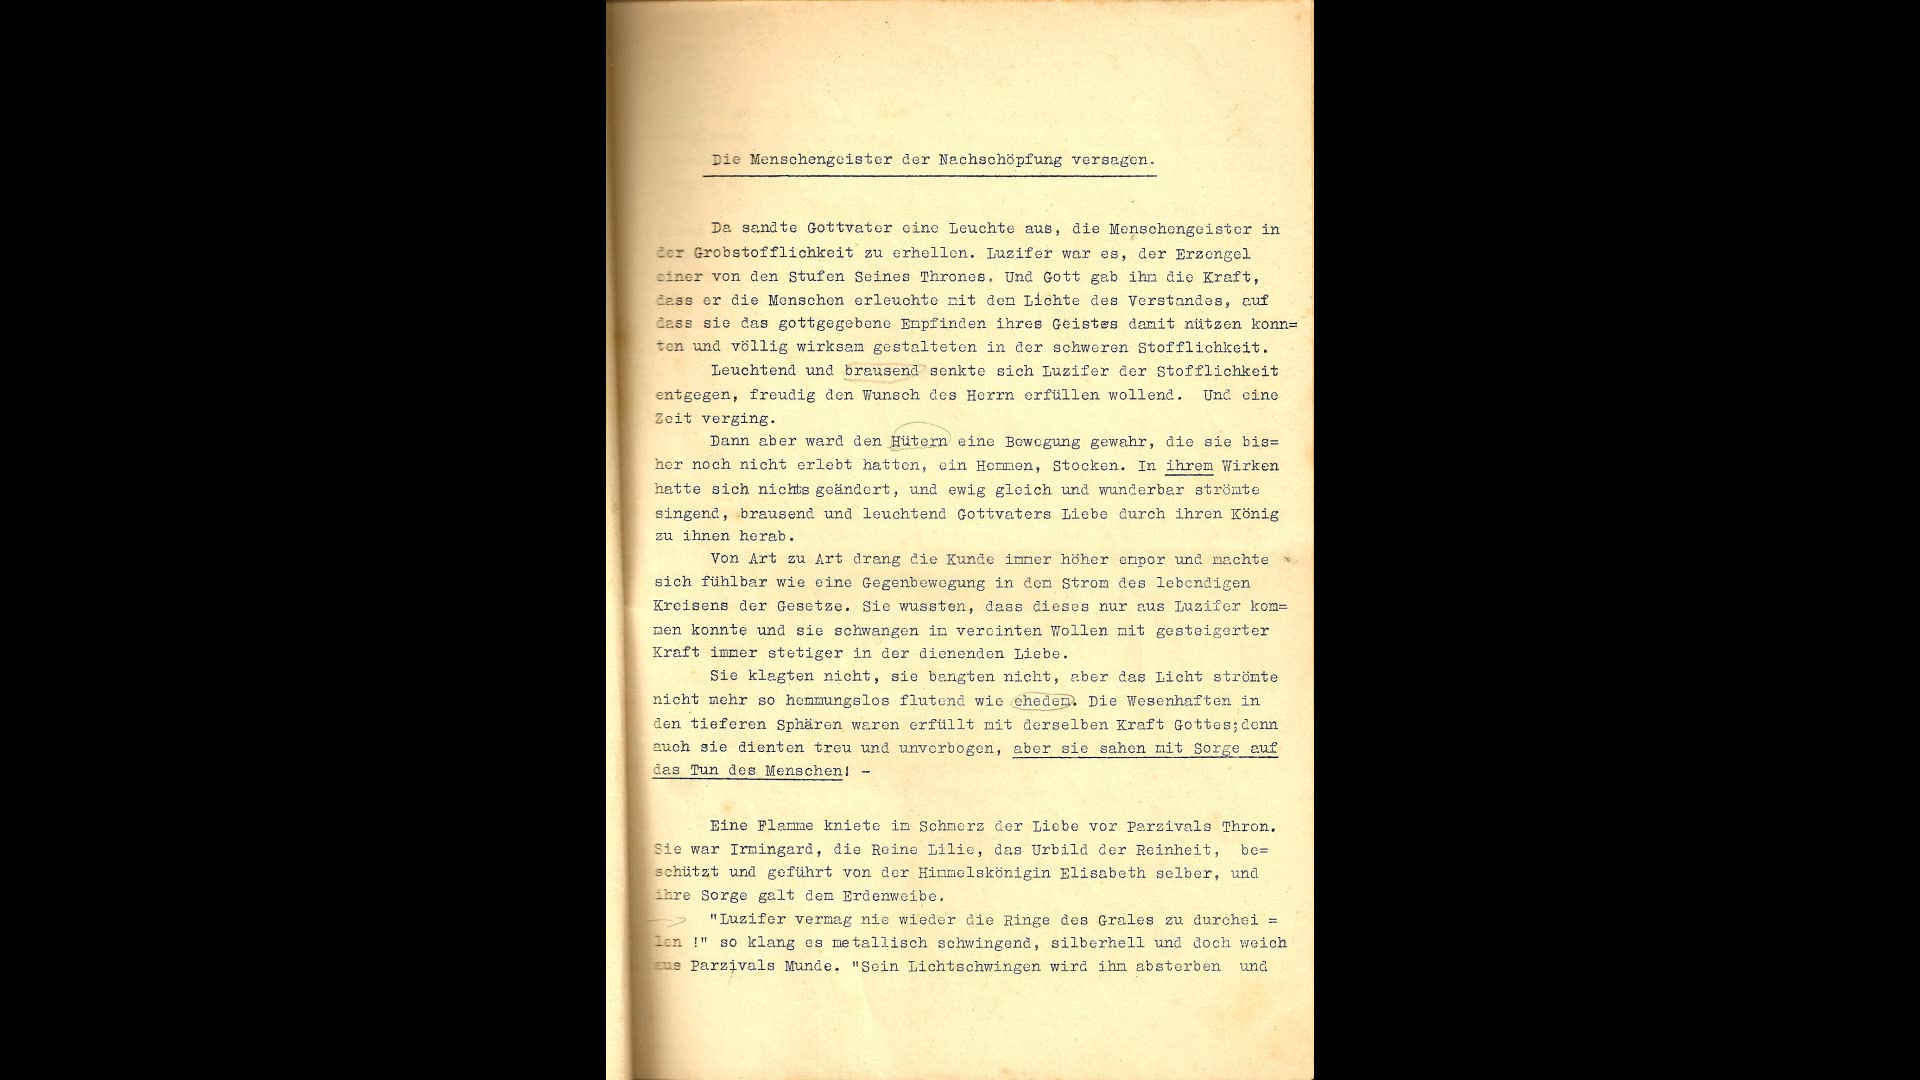 Die Menschengeister der Nachschöpfung versagen.
Da sandte Gottvater eine Leuchte aus, die Menschengeister in
der Grobstofflichkeit zu erhellen. Luzifer war es, der Erzengel
einer von den Stufen Seines Thrones. Und Gott gab ihm die Kraft,
dass er die Menschen erleuchte mit dem Lichte des Verstandes, auf
dass sie das gottgegebene Empfinden ihres Geistes damit nützen konn=
ten und völlig wirksam gestalteten in der schweren Stofflichkeit.
Leuchtend und brausend senkte sich Luzifer der Stofflichkeit
entgegen, freudig den Wunsch des Herrn erfüllen wollend. Und eine
Zeit verging.
Dann aber ward den Hütern eine Bewegung gewahr, die sie bis=
her noch nicht erlebt hatten, ein Hemmen, Stocken. In ihrem Wirken
hatte sich nichts geändert, und ewig gleich und wunderbar strömte
singend, brausend und leuchtend Gottvaters Liebe durch ihren König
zu ihnen herab.
Von Art zu Art drang die Kunde immer höher empor und machte
sich fühlbar wie eine Gegenbewegung in dem Strom des lebendigen
Kreisens der Gesetze. Sie wussten, dass dieses nur aus Luzifer kom=
men konnte und sie schwangen im vereinten Wollen mit gesteigerter
Kraft immer stetiger in der dienenden Liebe.
Sie klagten nicht, sie bangten nicht, aber das Licht strömte
nicht mehr so hemmungslos flutend wie ehedem. Die Wesenhaften in
den tieferen Sphären waren erfüllt mit derselben Kraft Gottes;denn
auch sie dienten treu und unverbogen, aber sie sahen mit Sorge auf
das Tun des Menschen! -
Eine Flamme kniete im Schmerz der Liebe vor Parzivals Thron.
Sie war Irmingard, die Reine Lilie, das Urbild der Reinheit, be=
schützt und geführt von der Himmelskönigin Elisabeth selber, und
ihre Sorge galt dem Erdenweibe.
"Luzifer vermag nie wieder die Ringe des Grales zu durchei =
len !" so klang es metallisch schwingend, silberhell und doch weich
aus Parzivals Munde. "Sein Lichtschwingen wird ihm absterben und